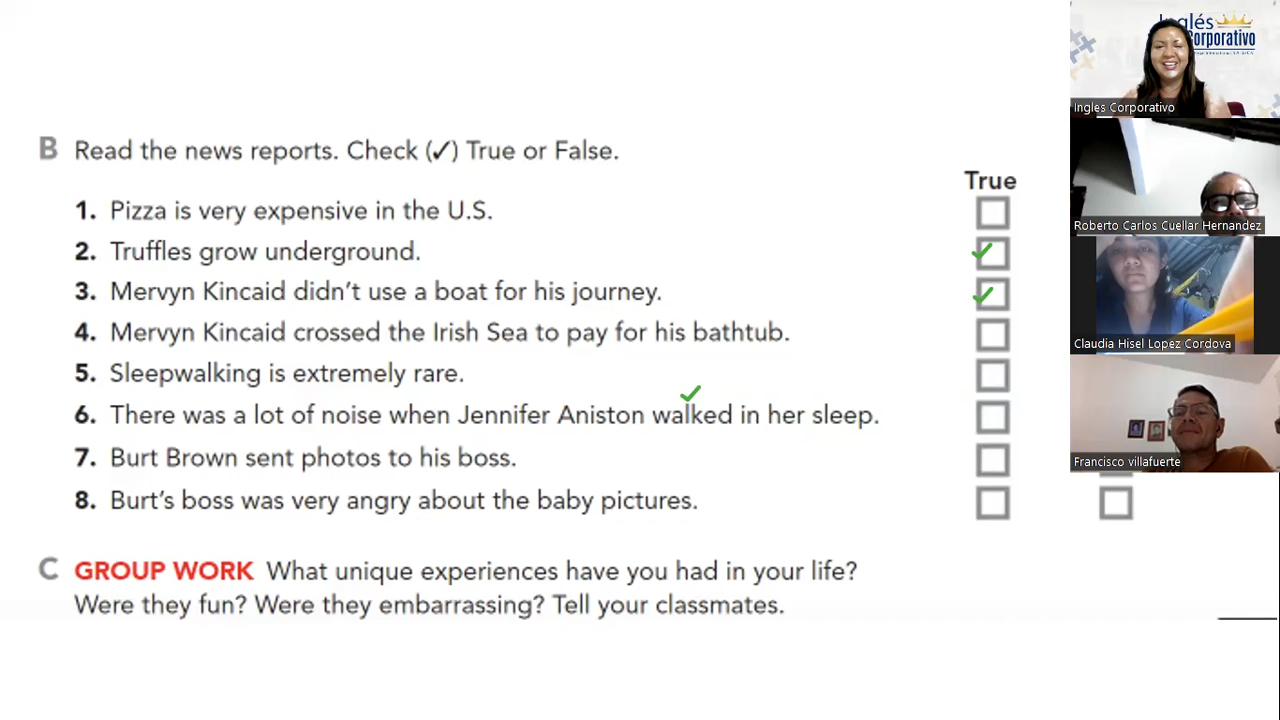 B Read the news reports. Check (✓) True or False.
True
1. Pizza is very expensive in the U.S.
2. Truffles grow underground.
3. Mervyn Kincaid didn't use a boat for his journey.
4. Mervyn Kincaid crossed the Irish Sea to pay for his bathtub.
5. Sleepwalking is extremely rare.
6. There was a lot of noise when Jennifer Aniston walked in her sleep.
7. Burt Brown sent photos to his boss.
8. Burt's boss was very angry about the baby pictures.
C GROUP WORK What unique experiences have you had in your life?
Were they fun? Were they embarrassing? Tell your classmates.
Inglés
Corporativo
Ingles Corporativo
Roberto Carlos Cuellar Hernandez
Claudia Hisel Lopez Cordova
Francisco villafuerte